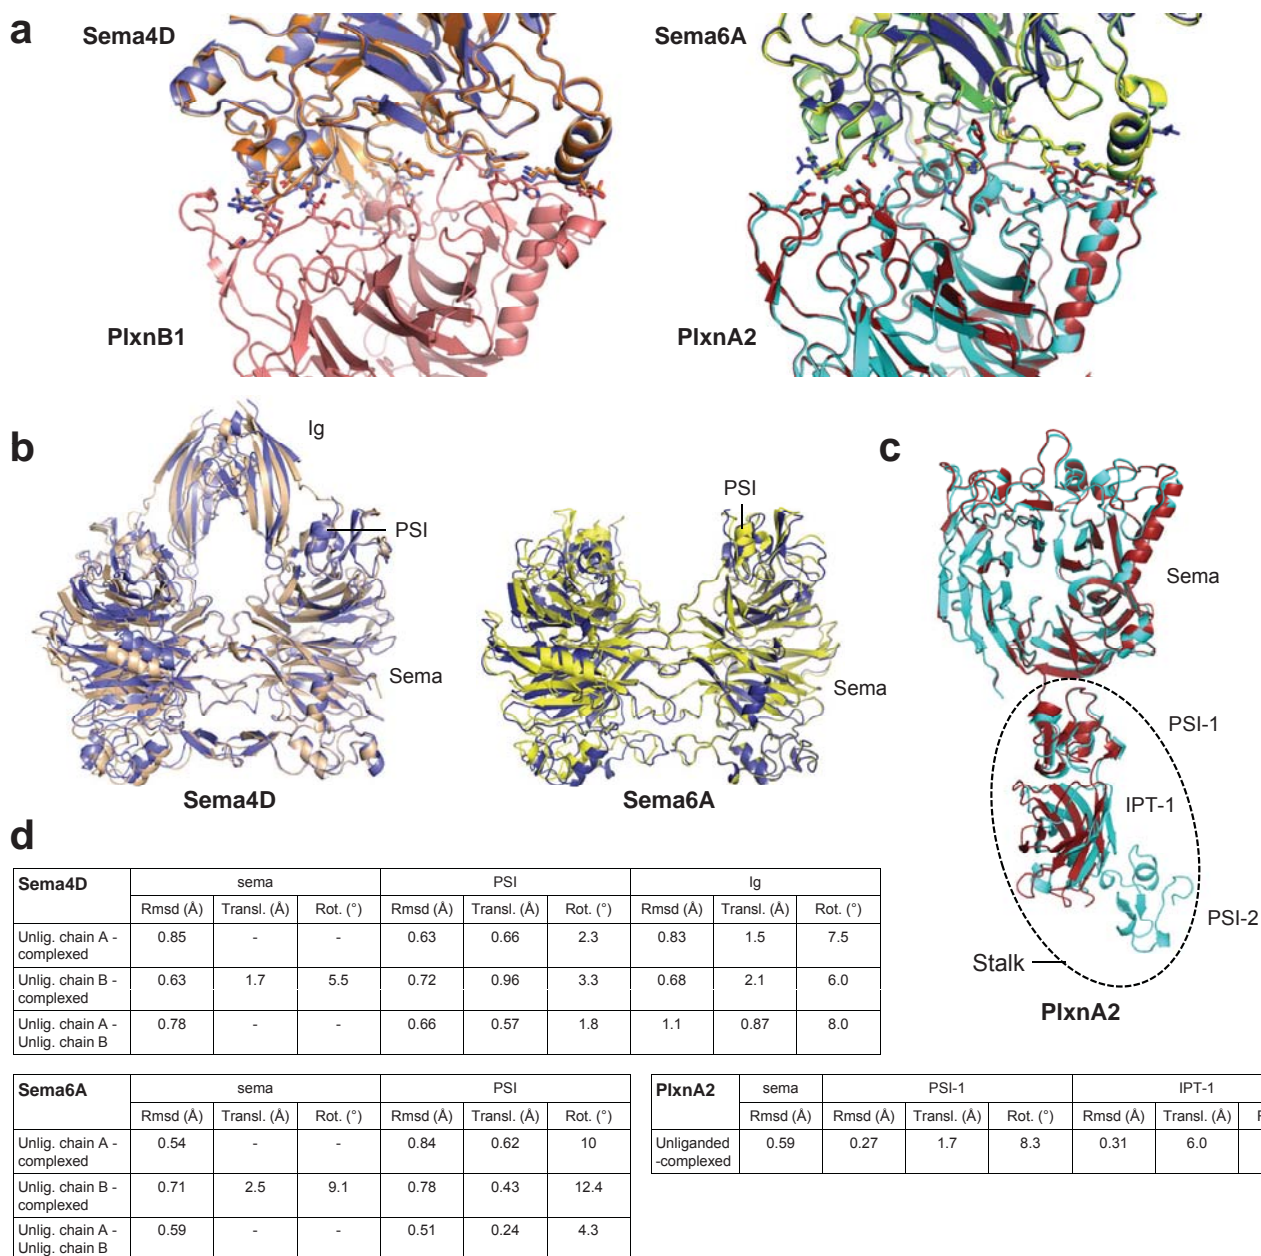 a
Sema4D
Sema6A
PlxnB1
PlxnA2
b
Ig
PSI
Sema
Sema4D
PSI
Sema
Sema6A
c
Sema
PSI-1
IPT-1
PSI-2
Stalk
PlxnA2
d
Sema4D sema PSI Ig
Rmsd (Å) Transl. (Å) Rot. (°) Rmsd (Å) Transl. (Å) Rot. (°) Rmsd (Å) Transl. (Å) Rot. (°)
Unlig. chain A - 0.85 - - 0.63 0.66 2.3 0.83 1.5 7.5
complexed
Unlig. chain B - 0.63 1.7 5.5 0.72 0.96 3.3 0.68 2.1 6.0
complexed
Unlig. chain A - 0.78 - - 0.66 0.57 1.8 1.1 0.87 8.0
Unlig. chain B
Sema6A sema PSI
Rmsd (Å) Transl. (Å) Rot. (°) Rmsd (Å) Transl. (Å) Rot. (°)
Unlig. chain A - 0.54 - - 0.84 0.62 10
complexed
Unlig. chain B - 0.71 2.5 9.1 0.78 0.43 12.4
complexed
Unlig. chain A - 0.59 - - 0.51 0.24 4.3
Unlig. chain B
PlxnA2 sema PSI-1 IPT-1
Rmsd (Å) Rmsd (Å) Transl. (Å) Rot. (°) Rmsd (Å) Transl. (Å)
Unliganded 0.59 0.27 1.7 8.3 0.31 6.0
-complexed